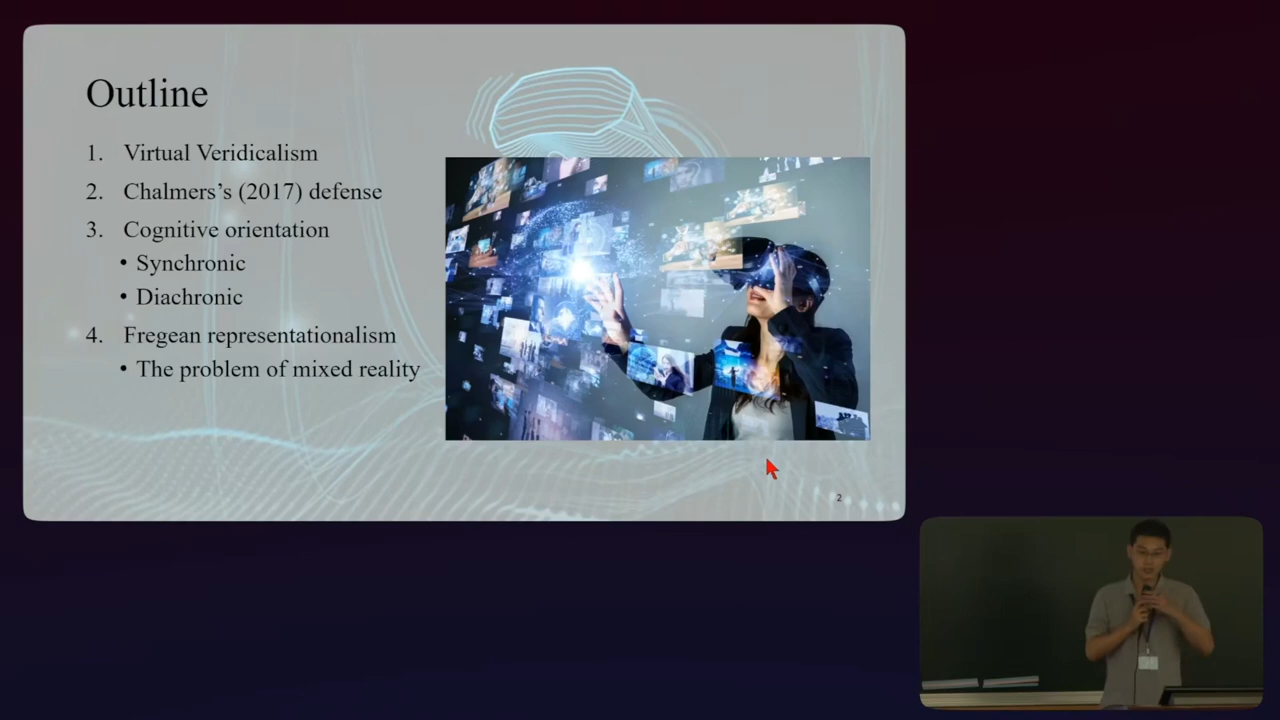 Outline
1. Virtual Veridicalism
2. Chalmers’s (2017) defense
3. Cognitive orientation
• Synchronic
• Diachronic
4. Fregean representationalism
• The problem of mixed reality
2